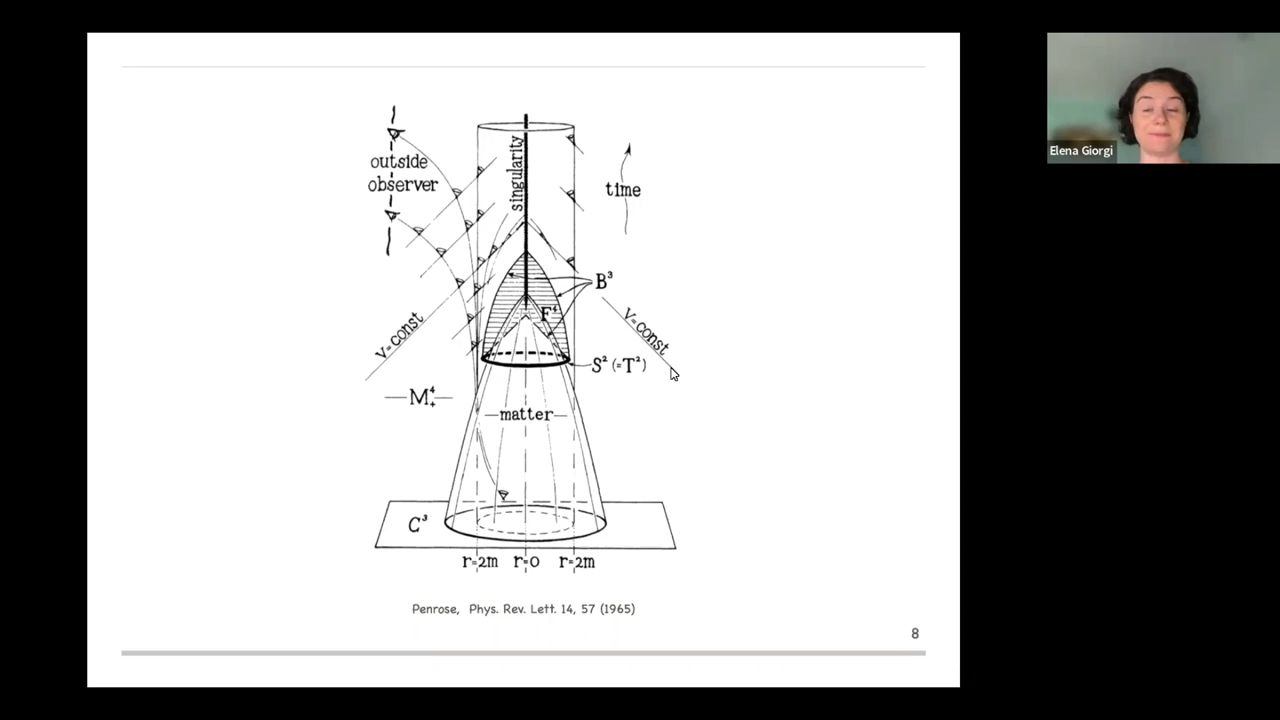 outside
observer
singularity
time
B³
F⁴
v=const
v=const
S² (=T²)
M⁴₊
matter
C³
r=2m r=0 r=2m
Penrose, Phys. Rev. Lett. 14, 57 (1965)
8
Elena Giorgi